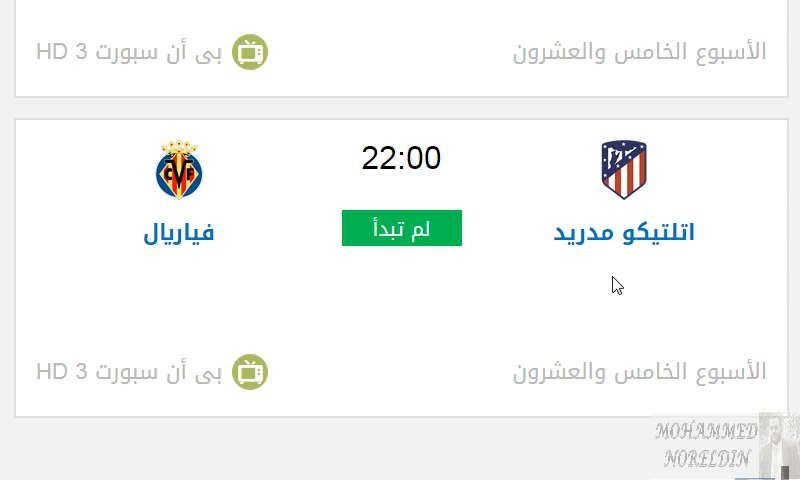 الأسبوع الخامس والعشرون
بى أن سبورت 3 HD
22:00
اتلتيكو مدريد
لم تبدأ
فياريال
الأسبوع الخامس والعشرون
بى أن سبورت 3 HD
MOHAMMED
NORELDIN